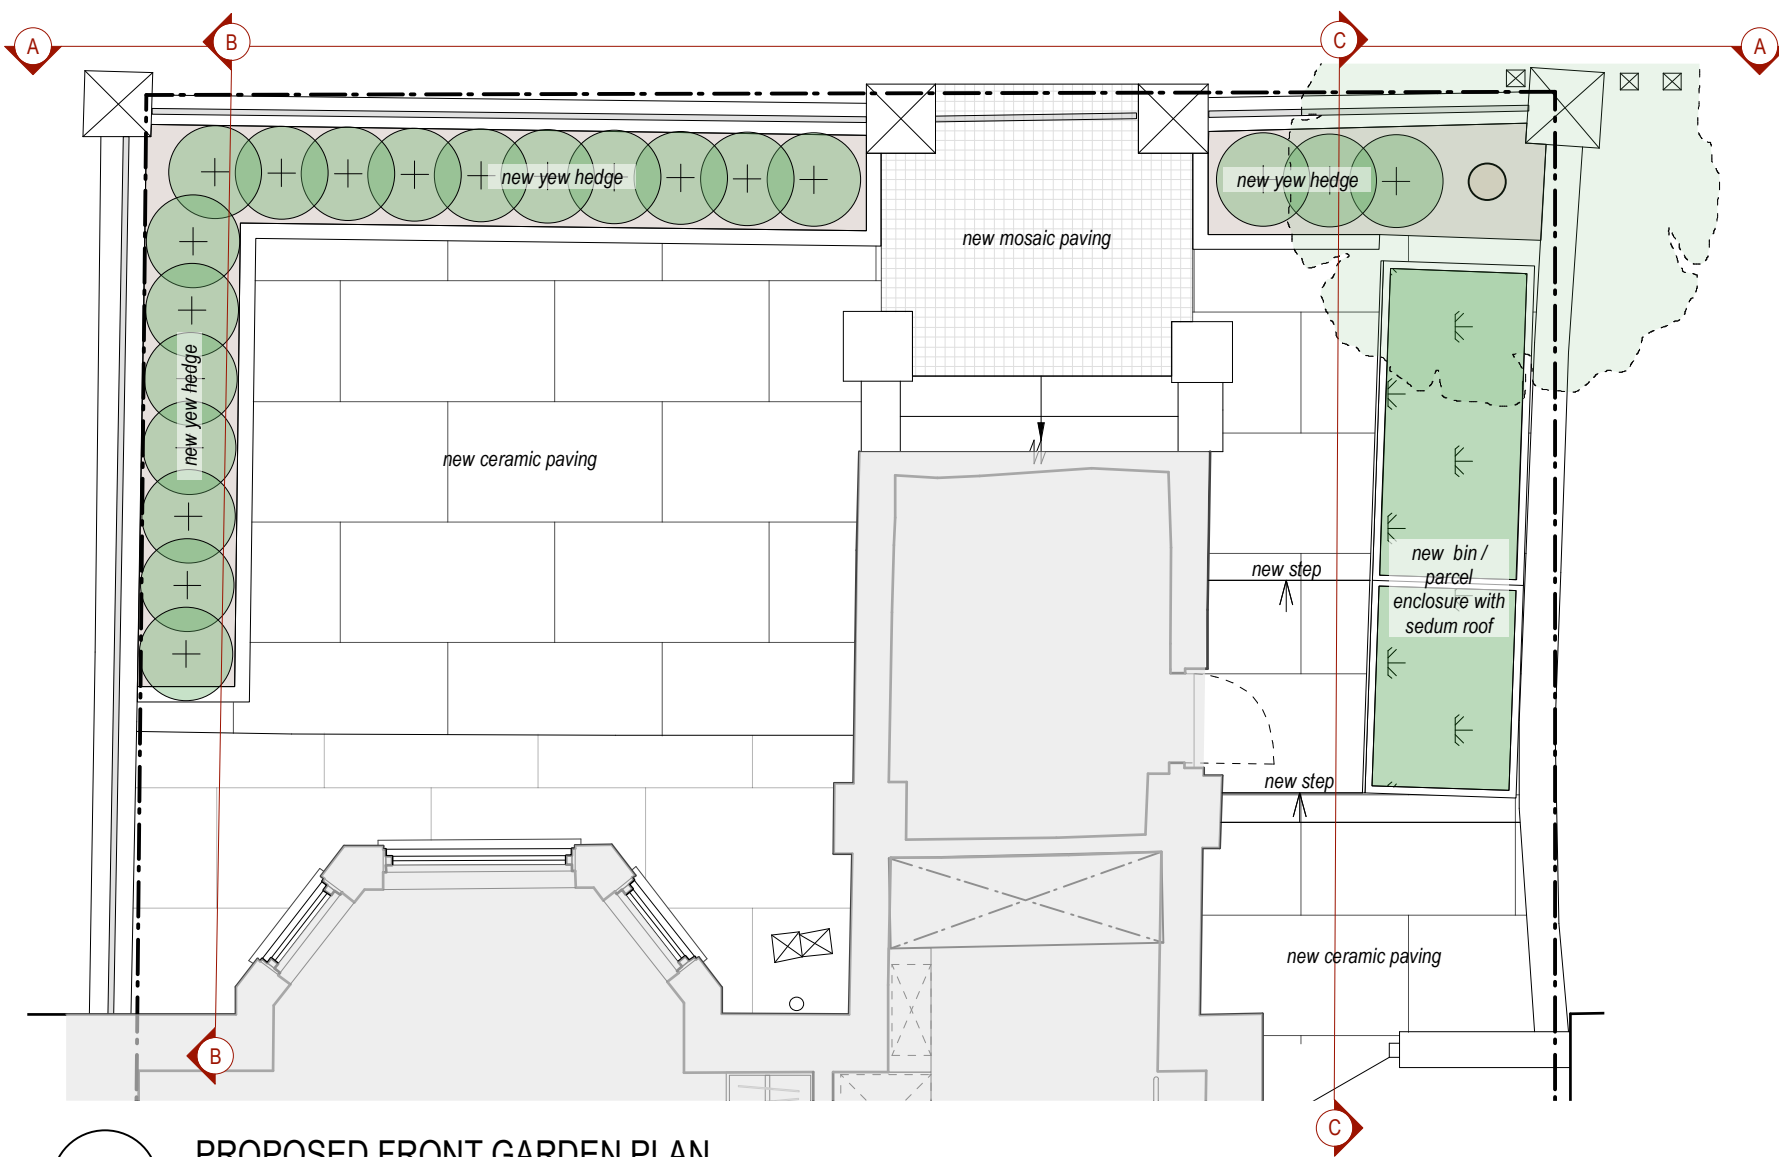 A
B
C
A
new yew hedge
new yew hedge
new mosaic paving
new yew hedge
new ceramic paving
new bin /
parcel
enclosure with
sedum roof
new step
new step
new ceramic paving
B
C
PROPOSED FRONT GARDEN PLAN